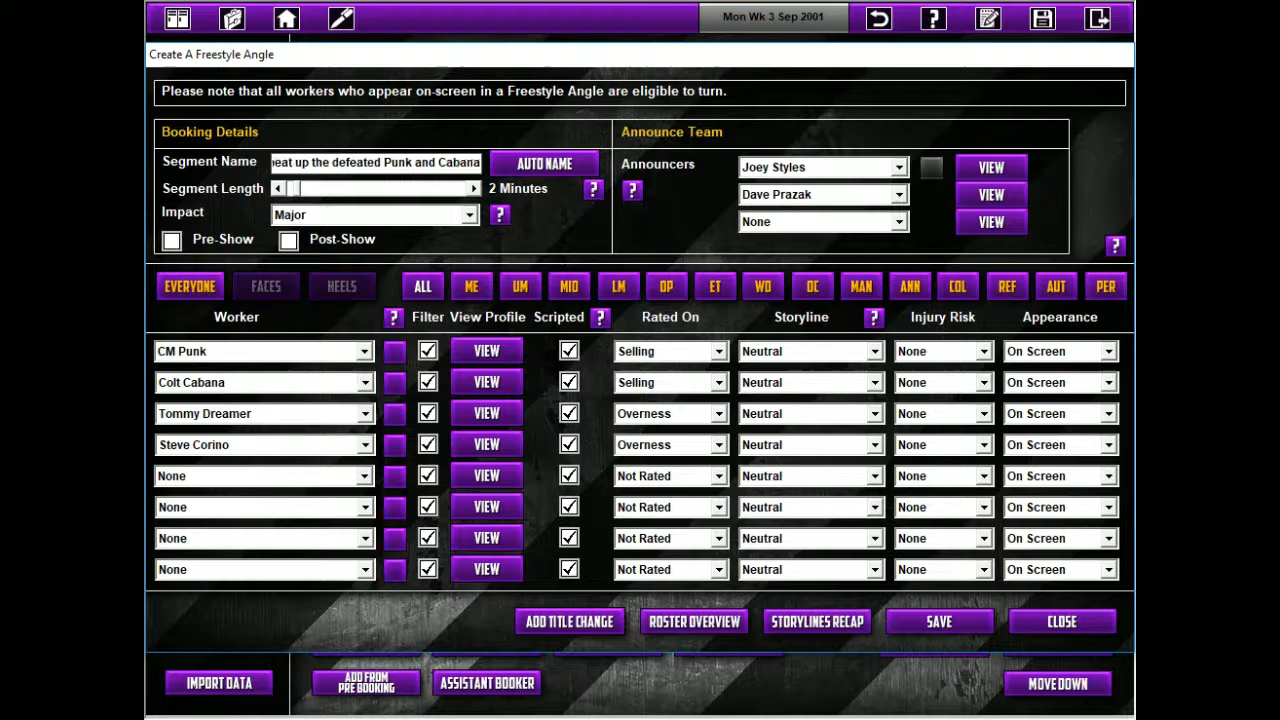 Mon Wk 3 Sep 2001
Create A Freestyle Angle
Please note that all workers who appear on-screen in a Freestyle Angle are eligible to turn.
Booking Details
Announce Team
Segment Name beat up the defeated Punk and Cabana AUTO NAME
Announcers Joey Styles VIEW
Segment Length 2 Minutes ?
? Dave Prazak VIEW
Impact Major ?
None VIEW
Pre-Show Post-Show
?
EVERYONE FACES HEELS ALL ME UM MID LM OP ET WO OC MAN ANN COL REF AUT PER
Worker ? Filter View Profile Scripted ? Rated On Storyline ? Injury Risk Appearance
CM Punk VIEW Selling Neutral None On Screen
Colt Cabana VIEW Selling Neutral None On Screen
Tommy Dreamer VIEW Overness Neutral None On Screen
Steve Corino VIEW Overness Neutral None On Screen
None VIEW Not Rated Neutral None On Screen
None VIEW Not Rated Neutral None On Screen
None VIEW Not Rated Neutral None On Screen
None VIEW Not Rated Neutral None On Screen
ADD TITLE CHANGE ROSTER OVERVIEW STORYLINES RECAP SAVE CLOSE
IMPORT DATA ADD FROM PRE BOOKING ASSISTANT BOOKER MOVE DOWN